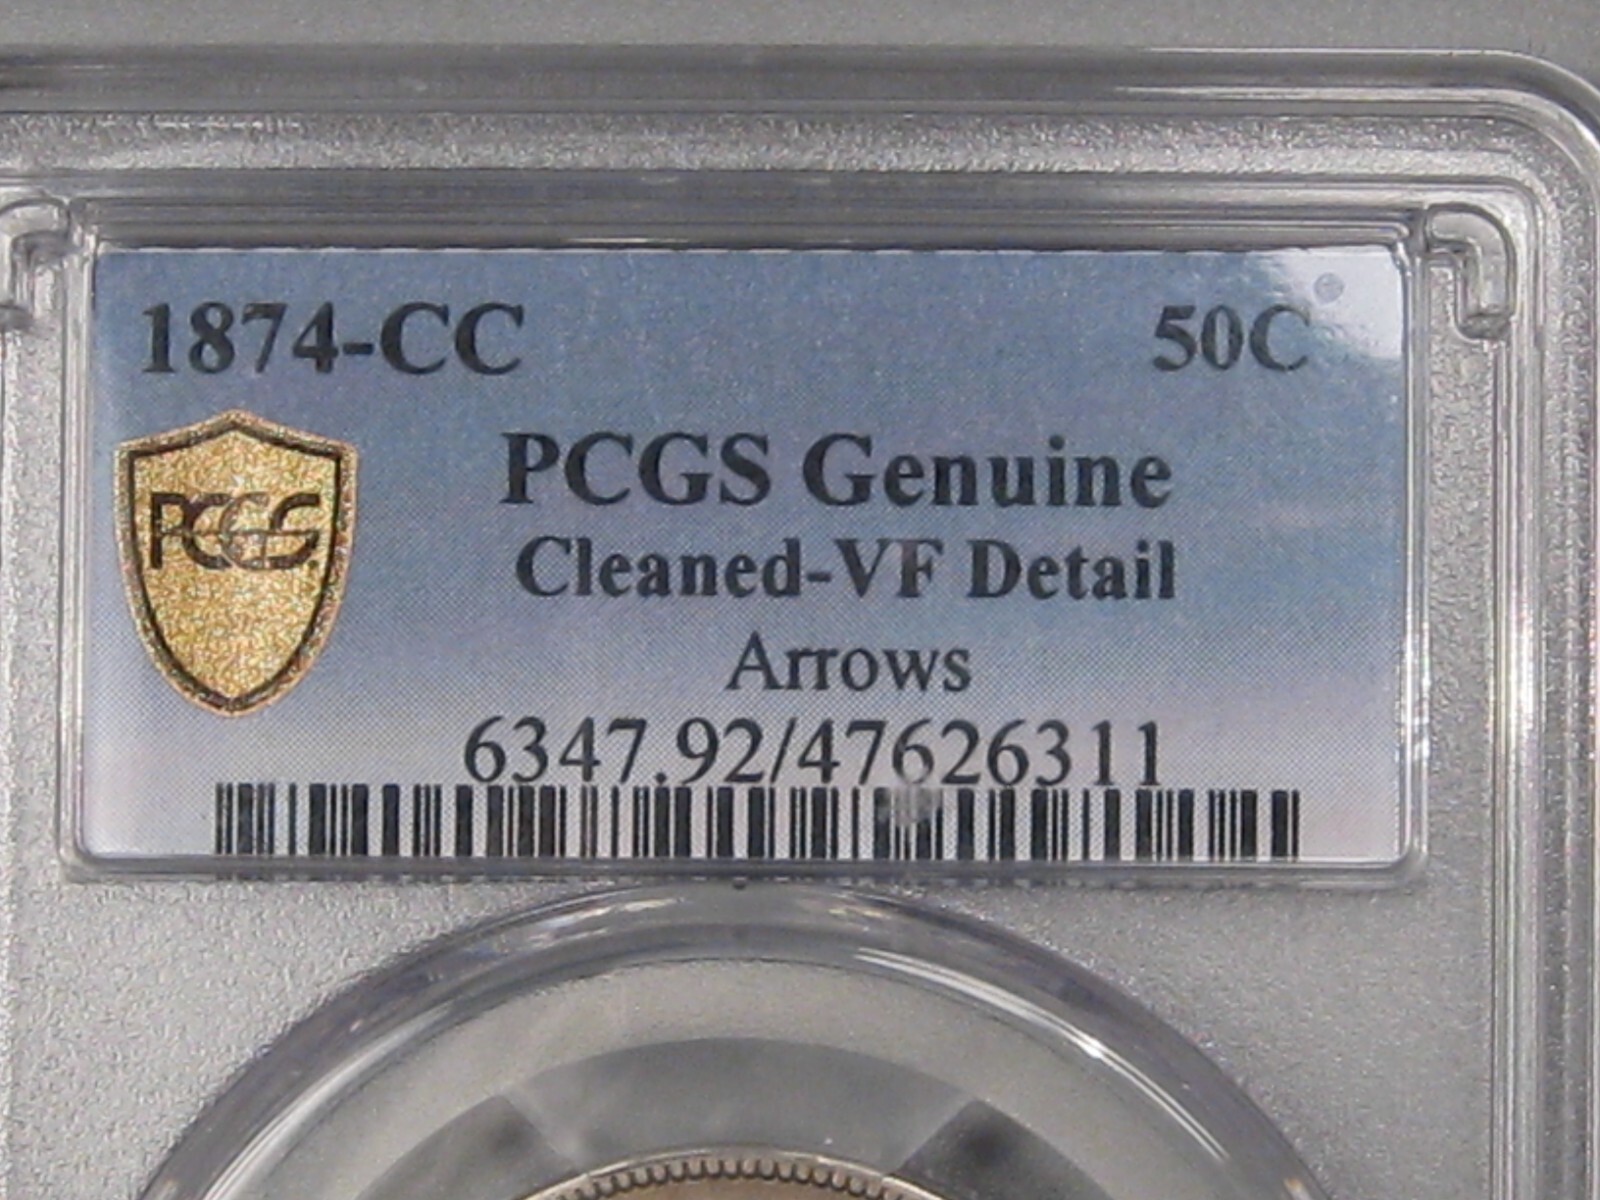 1874-CC 50C
PCGS Genuine
PCGS
Cleaned-VF Detail
Arrows
6347.92/47626311